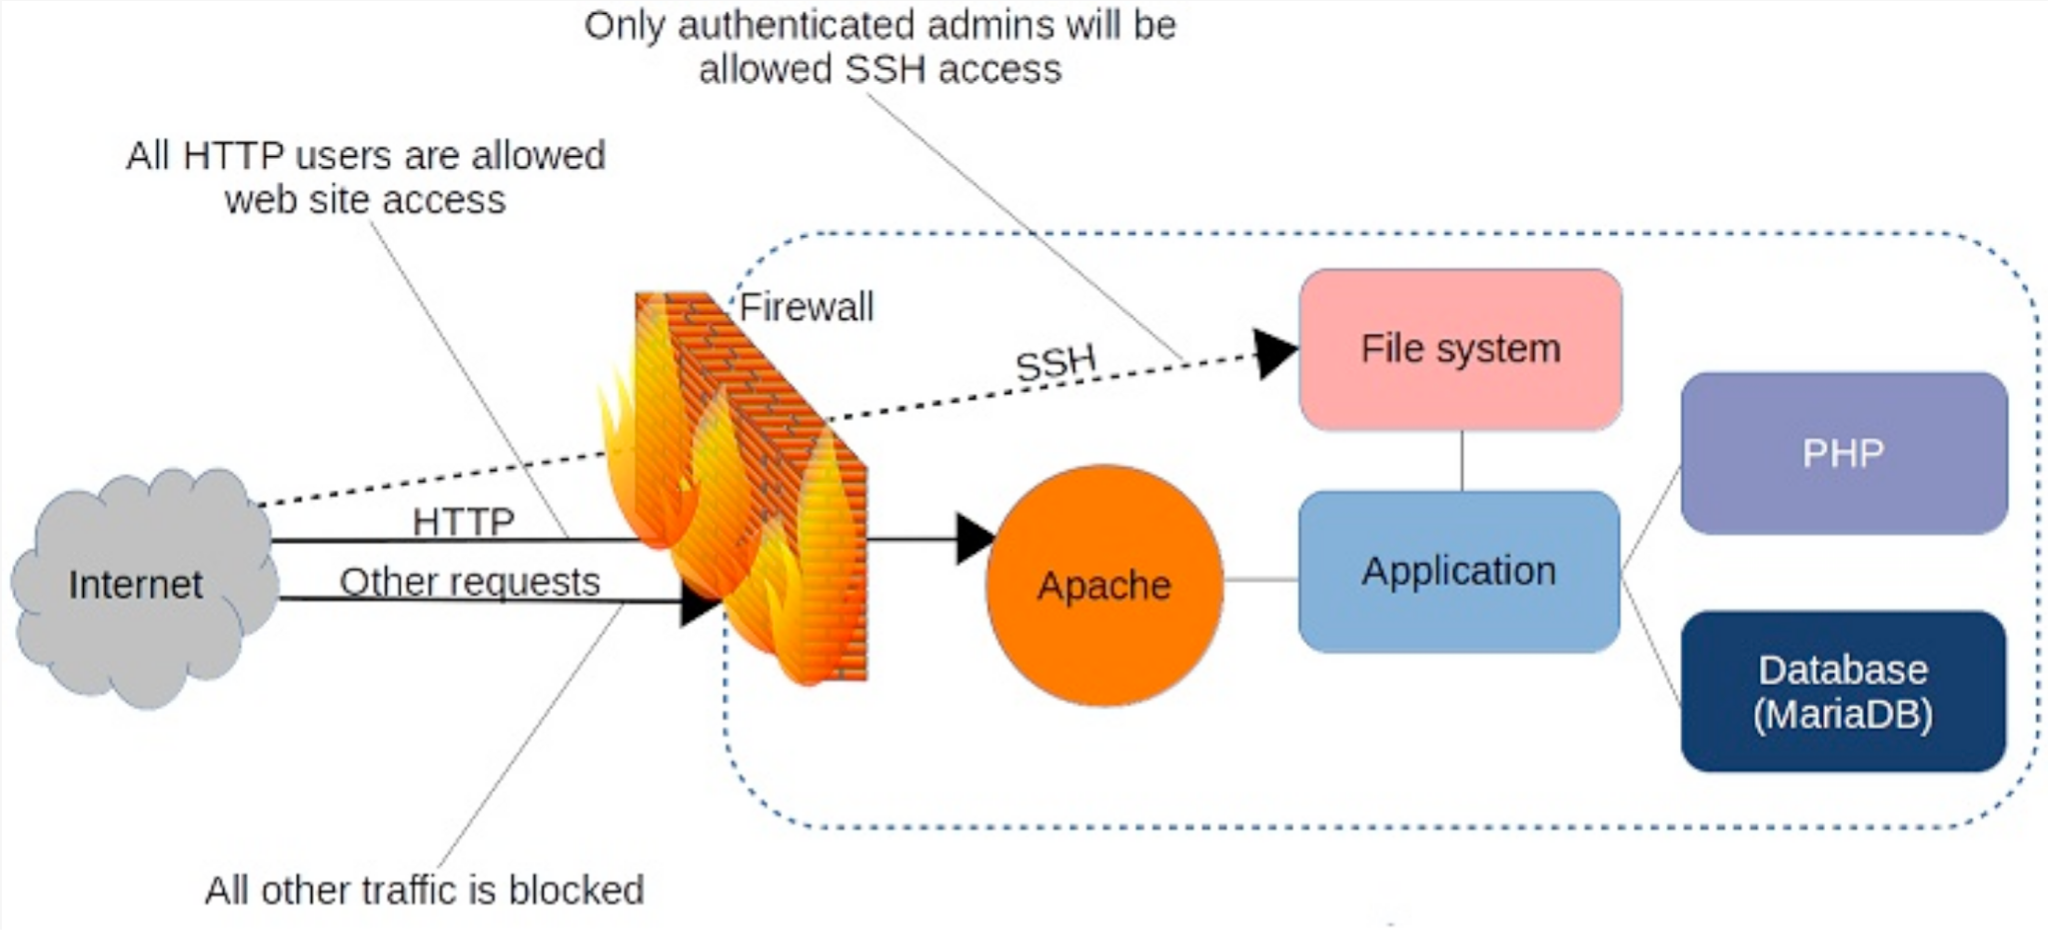 Only authenticated admins will be
allowed SSH access
All HTTP users are allowed
web site access
Firewall
SSH
File system
PHP
HTTP
Internet
Other requests
Apache
Application
Database
(MariaDB)
All other traffic is blocked